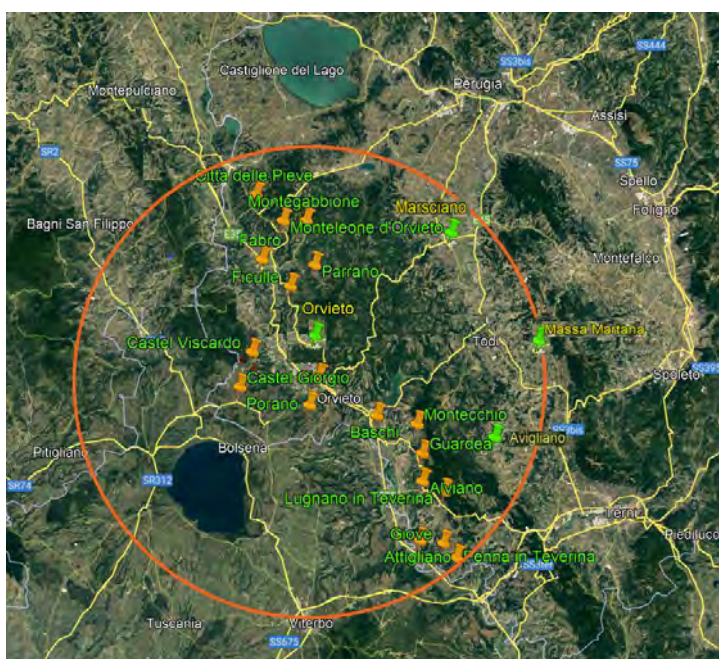 SS444
SS3bis
Castiglione del Lago
Perugia
Montepulciano
Assisi
SR2
SS75
Città delle Pieve
Spello
Montegabbione
Marsciano
Foligno
Bagni San Filippo
Monteleone d'Orvieto
Fabro
Montefalco
Parrano
Ficulle
Orvieto
Massa Martana
Castel Viscardo
Todi
SS395
Castel Giorgio
Spoleto
Porano
Orvieto
Montecchio
Baschi
SS3bis
Avigliano
Guardea
Bolsena
Pitigliano
SR312
SR74
Alviano
Lugnano in Teverina
Terni
Giove
Piediluco
Attigliano
Penna in Teverina
Tuscania
Viterbo
SS675